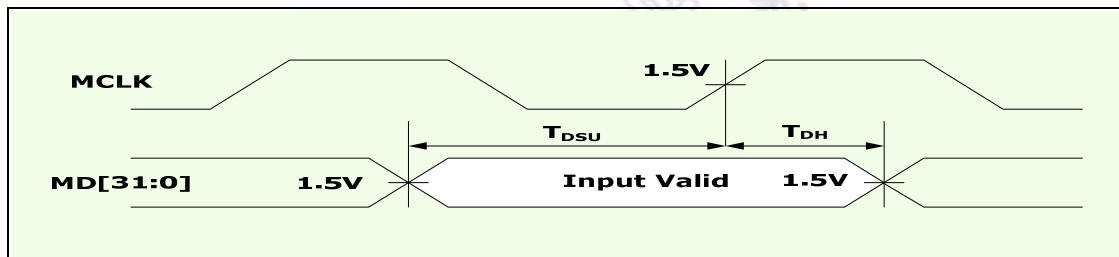 MCLK
1.5V
TDSU
TDH
MD[31:0]
1.5V
Input Valid
1.5V